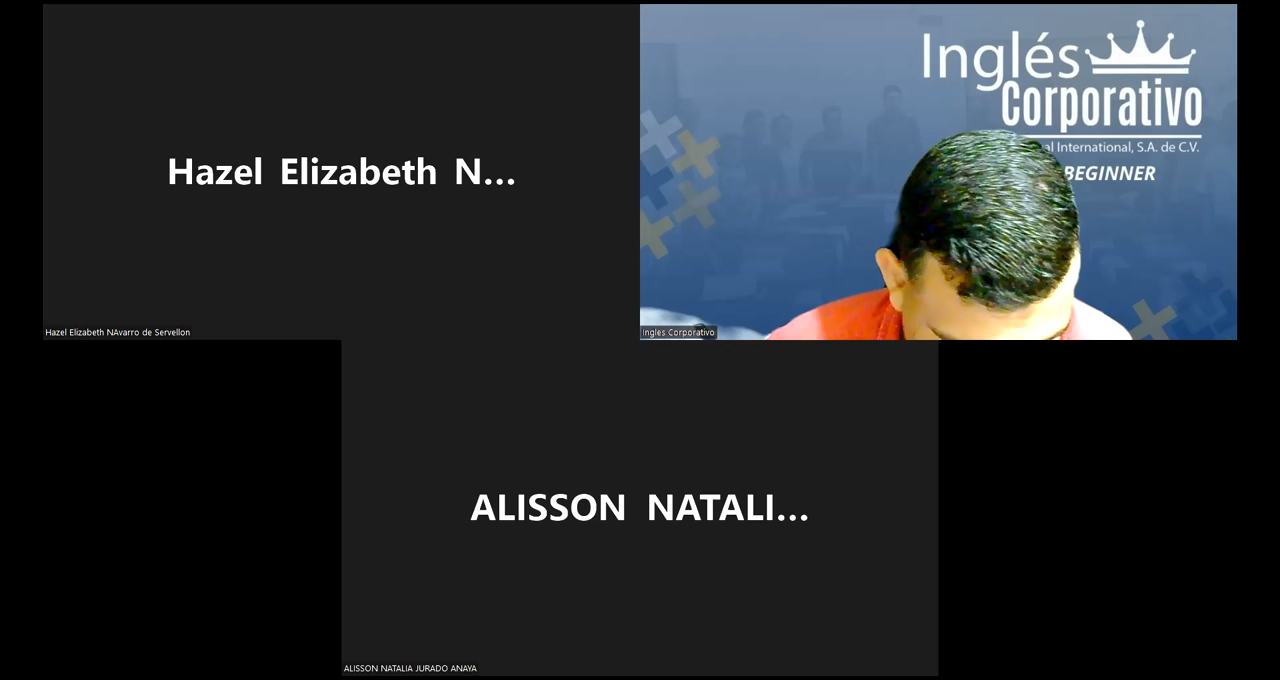 Hazel Elizabeth N...
Hazel Elizabeth NAvarro de Servellon
Inglés
Corporativo
al International, S.A. de C.V.
BEGINNER
Ingles Corporativo
ALISSON NATALI...
ALISSON NATALIA JURADO ANAYA